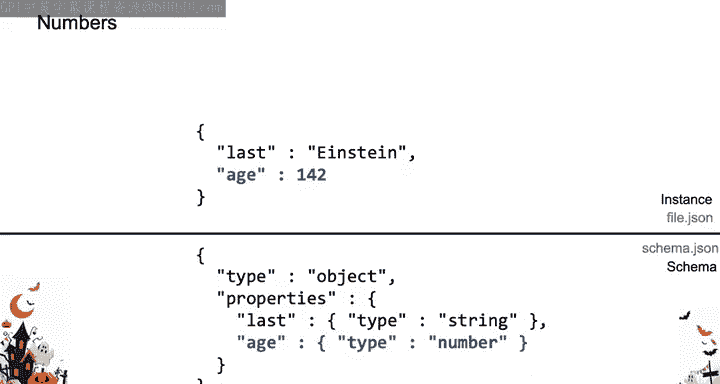 Numbers
{
"last" : "Einstein",
"age" : 142
}
Instance
file.json
schema.json
Schema
{
"type" : "object",
"properties" : {
"last" : { "type" : "string" },
"age" : { "type" : "number" }
}